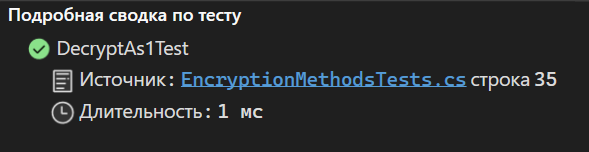 Подробная сводка по тесту
DecryptAs1Test
Источник: EncryptionMethodsTests.cs строка 35
Длительность: 1 мс